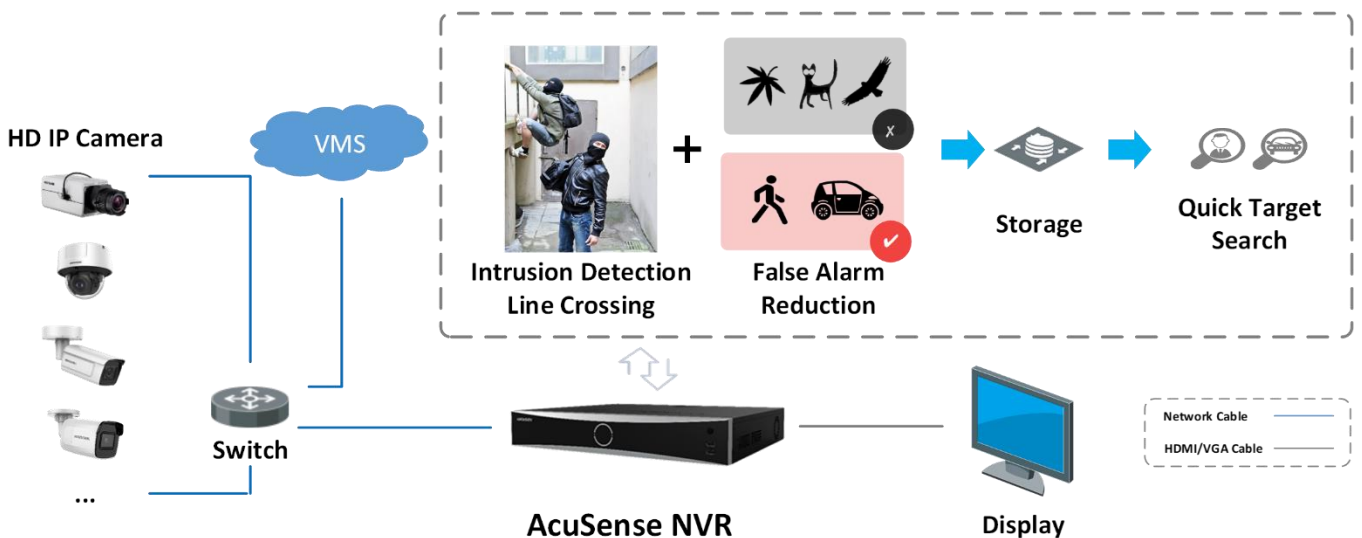 HD IP Camera
VMS
Switch
...
Intrusion Detection
Line Crossing
+
False Alarm
Reduction
x
✓
Storage
Quick Target
Search
AcuSense NVR
Display
Network Cable
HDMI/VGA Cable